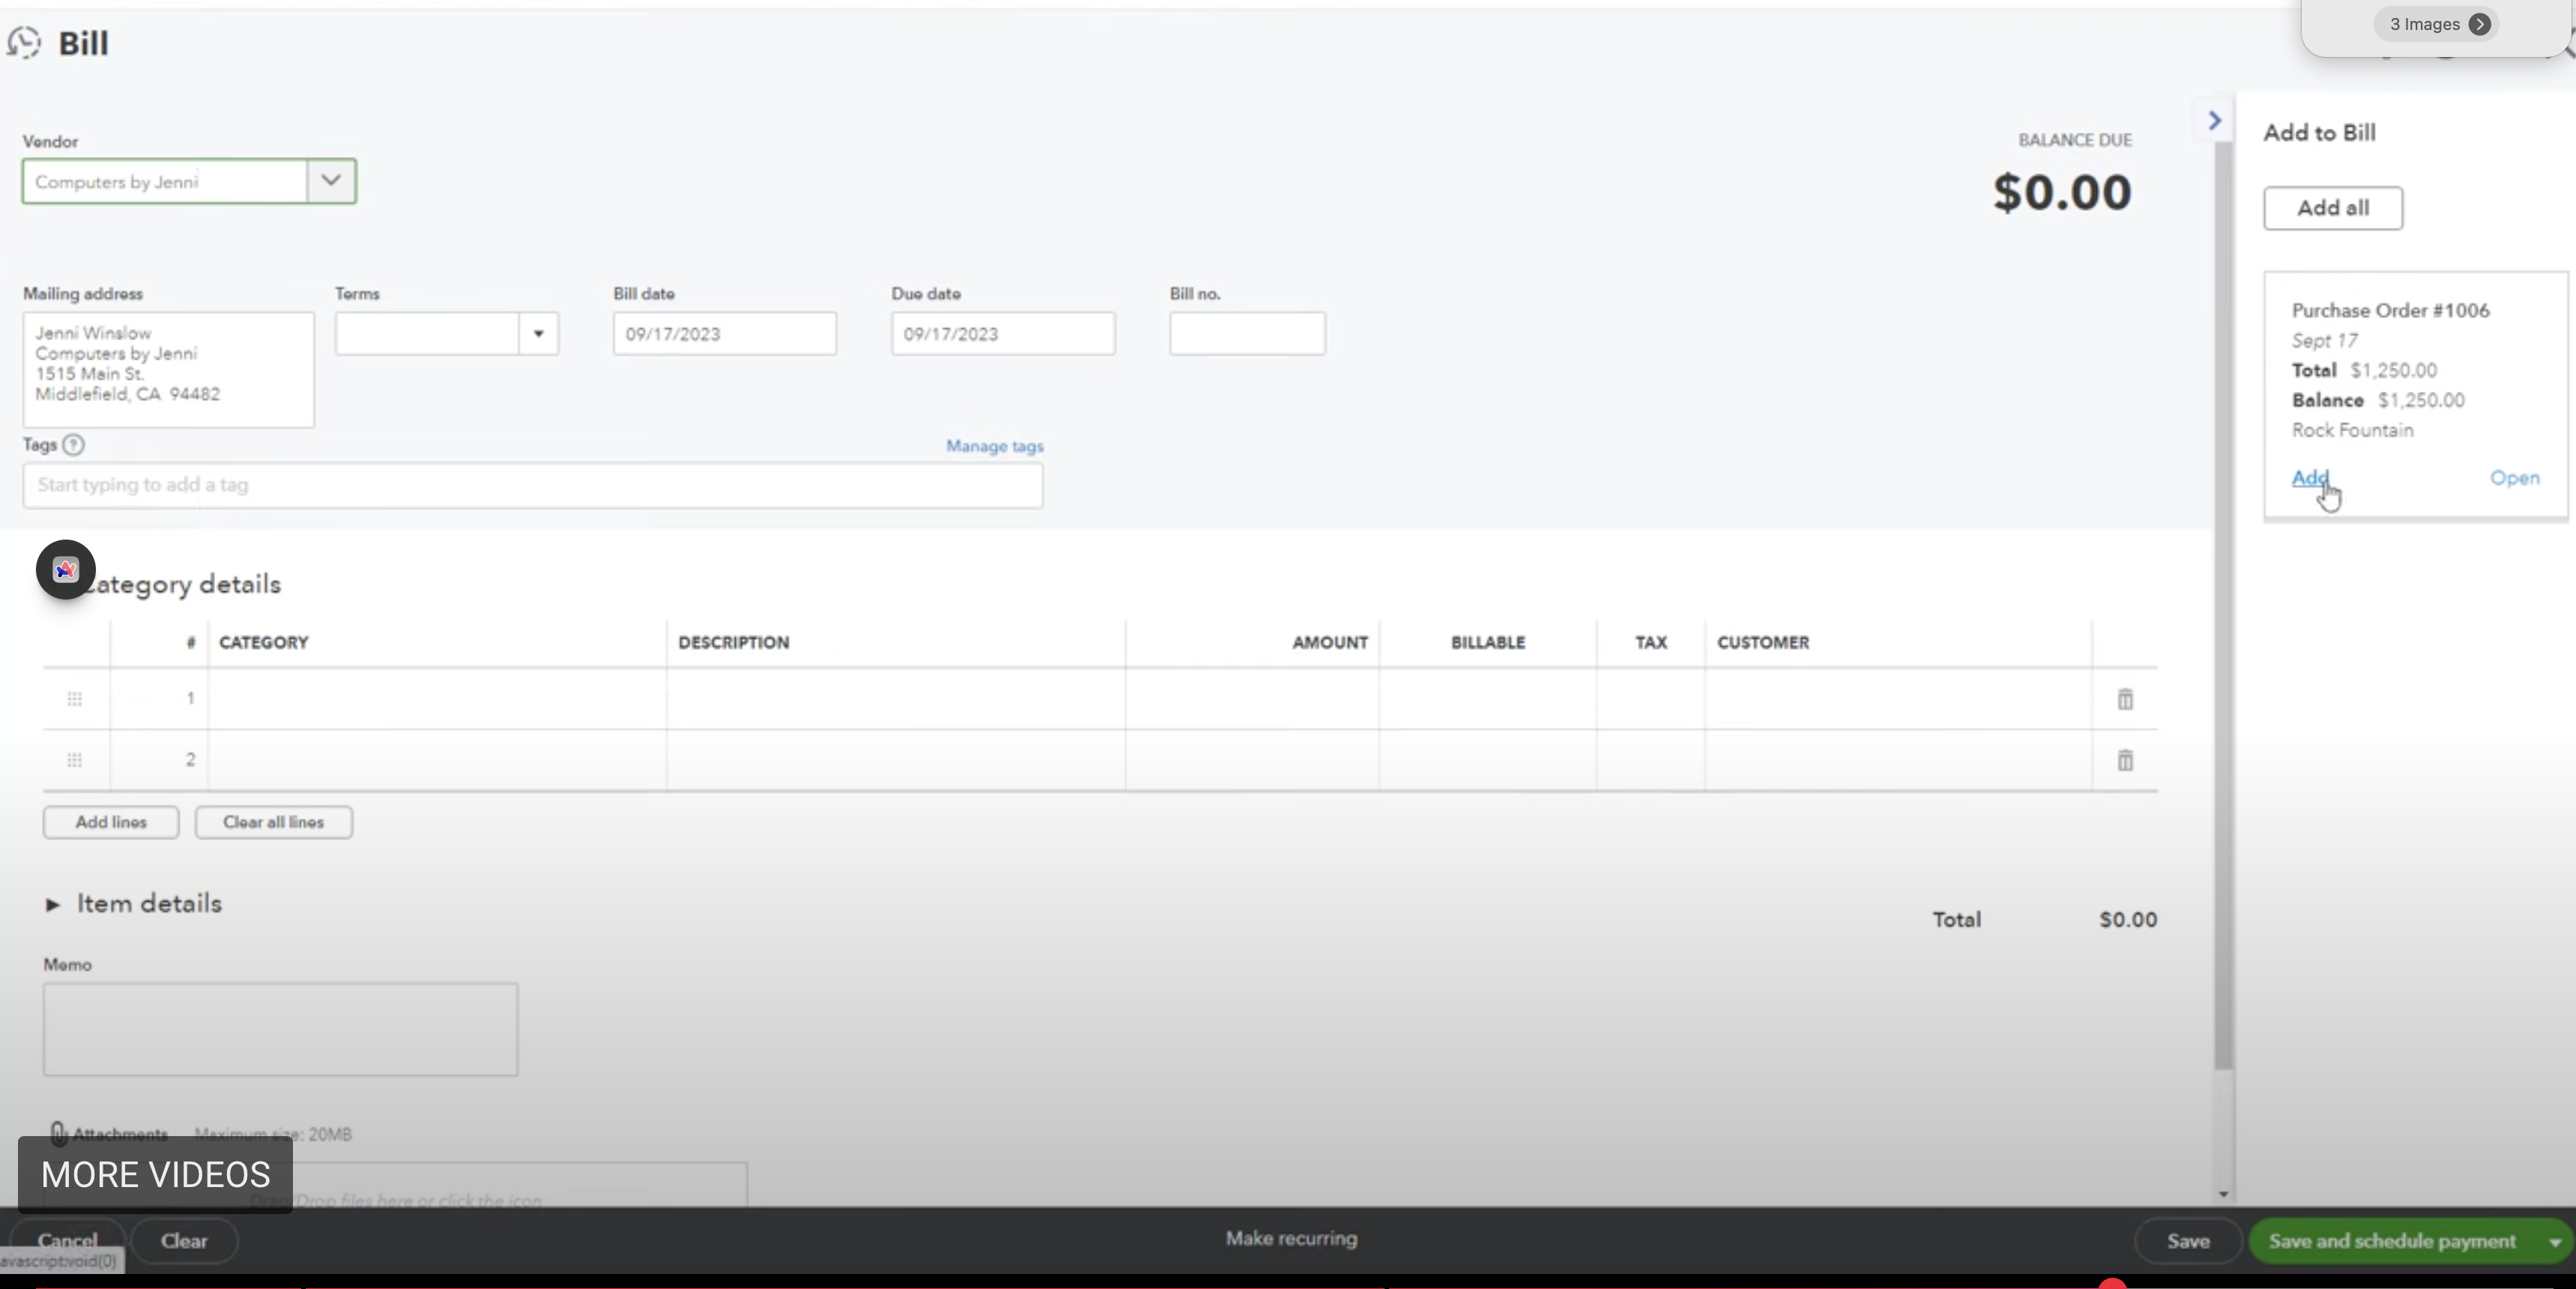 3 Images
Bill
Vendor
Computers by Jenni
BALANCE DUE
$0.00
Mailing address
Jenni Winslow
Computers by Jenni
1515 Main St.
Middlefield, CA 94482
Terms
Bill date
09/17/2023
Due date
09/17/2023
Bill no.
Tags ?
Manage tags
Start typing to add a tag
Add to Bill
Add all
Purchase Order #1006
Sept 17
Total $1,250.00
Balance $1,250.00
Rock Fountain
Add Open
ategory details
# CATEGORY DESCRIPTION AMOUNT BILLABLE TAX CUSTOMER
1
2
Add lines Clear all lines
Item details
Total $0.00
Memo
Attachments Maximum size: 20MB
MORE VIDEOS
Drag/Drop files here or click the icon
Cancel Clear Make recurring Save Save and schedule payment
avascript:void(0)